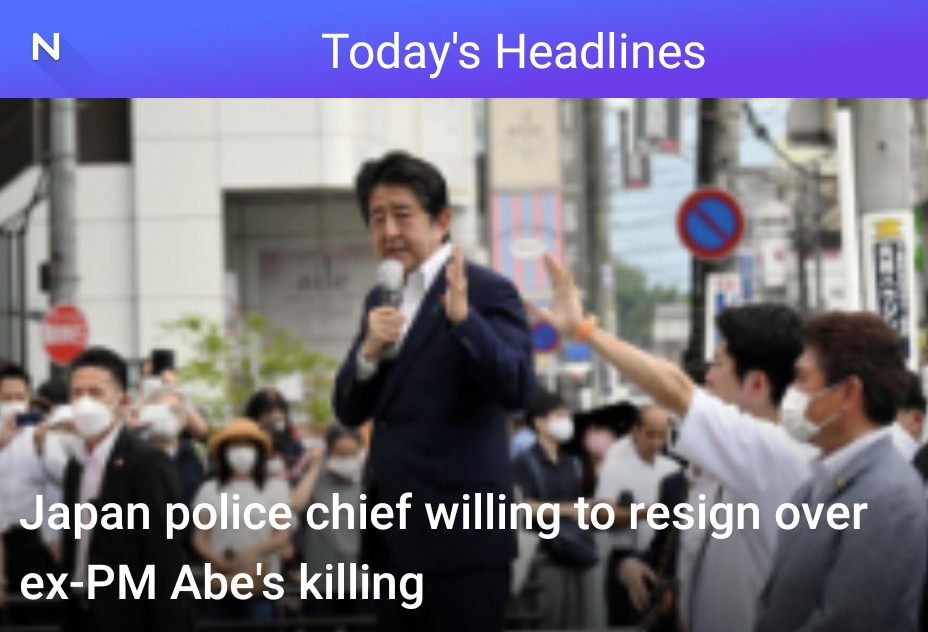 N
Today's Headlines
Japan police chief willing to resign over
ex-PM Abe's killing